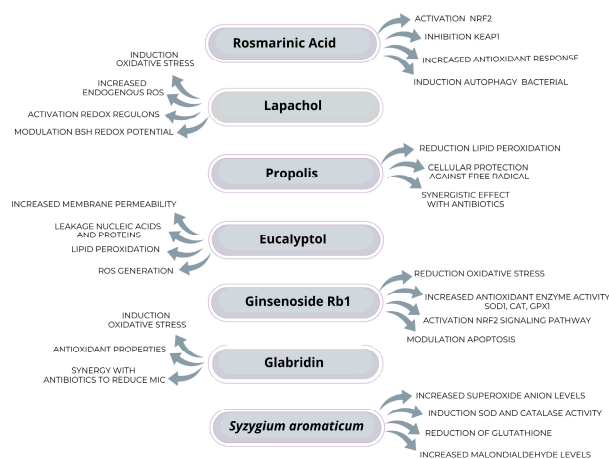 Rosmarinic Acid
ACTIVATION NRF2
INHIBITION KEAP1
INCREASED ANTIOXIDANT RESPONSE
INDUCTION AUTOPHAGY BACTERIAL
INDUCTION
OXIDATIVE STRESS
INCREASED
ENDOGENOUS ROS
ACTIVATION REDOX REGULONS
MODULATION BSH REDOX POTENTIAL
Lapachol
Propolis
REDUCTION LIPID PEROXIDATION
CELLULAR PROTECTION
AGAINST FREE RADICAL
SYNERGISTIC EFFECT
WITH ANTIBIOTICS
INCREASED MEMBRANE PERMEABILITY
LEAKAGE NUCLEIC ACIDS
AND PROTEINS
LIPID PEROXIDATION
ROS GENERATION
Eucalyptol
Ginsenoside Rb1
REDUCTION OXIDATIVE STRESS
INCREASED ANTIOXIDANT ENZYME ACTIVITY
SOD1, CAT, GPX1
ACTIVATION NRF2 SIGNALING PATHWAY
MODULATION APOPTOSIS
INDUCTION
OXIDATIVE STRESS
ANTIOXIDANT PROPERTIES
SYNERGY WITH
ANTIBIOTICS TO REDUCE MIC
Glabridin
Syzygium aromaticum
INCREASED SUPEROXIDE ANION LEVELS
INDUCTION SOD AND CATALASE ACTIVITY
REDUCTION OF GLUTATHIONE
INCREASED MALONDIALDEHYDE LEVELS